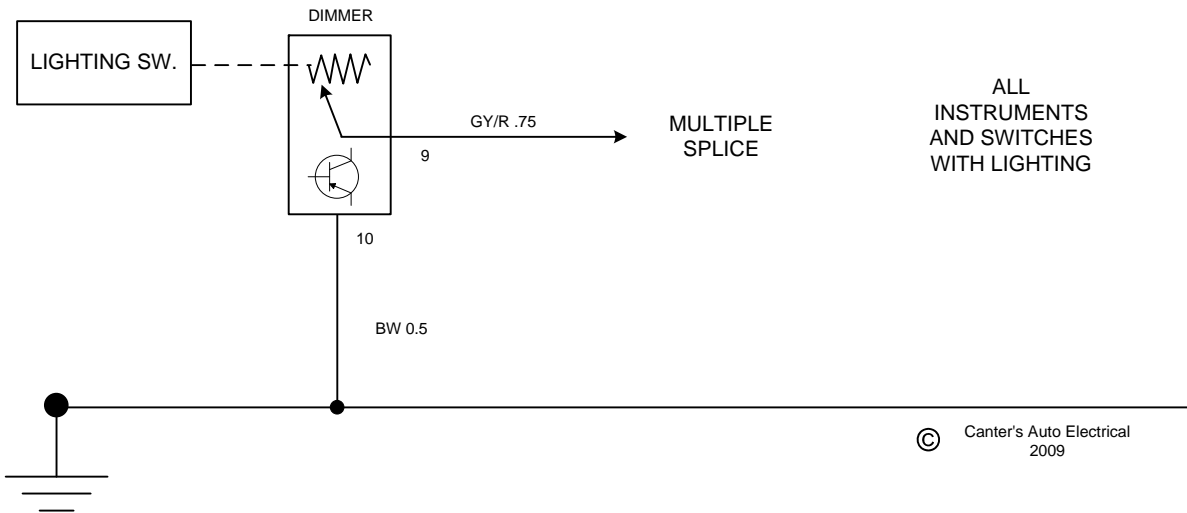 DIMMER
LIGHTING SW.
GY/R .75
9
MULTIPLE
SPLICE
ALL
INSTRUMENTS
AND SWITCHES
WITH LIGHTING
10
BW 0.5
© Canter's Auto Electrical
2009